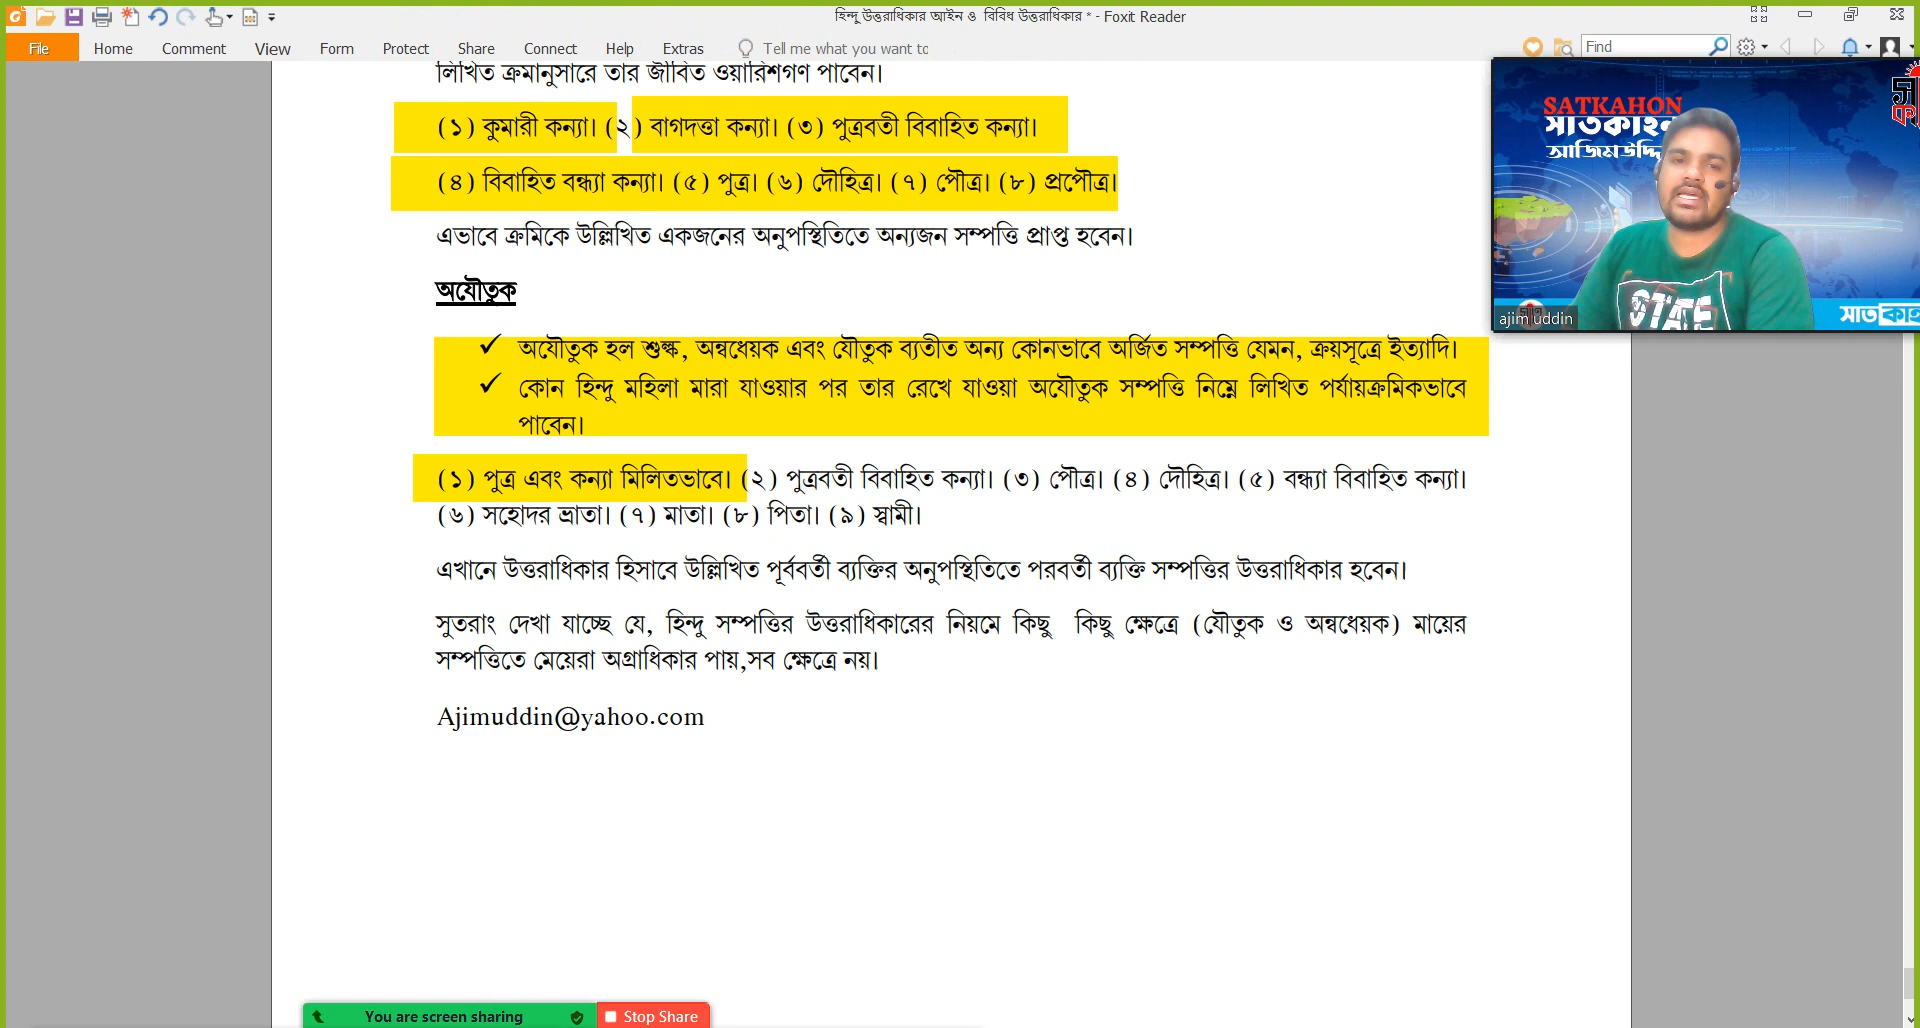 হিন্দু উত্তরাধিকার আইন ও বিবিধ উত্তরাধিকার * - Foxit Reader
File Home Comment View Form Protect Share Connect Help Extras Tell me what you want to Find
লিখিত ক্রমানুসারে তার জীবিত ওয়ারিশগণ পাবেন।
(১) কুমারী কন্যা। (২) বাগদত্তা কন্যা। (৩) পুত্রবতী বিবাহিত কন্যা।
(৪) বিবাহিত বন্ধ্যা কন্যা। (৫) পুত্র। (৬) দৌহিত্র। (৭) পৌত্র। (৮) প্রপৌত্র।
এভাবে ক্রমিকে উল্লিখিত একজনের অনুপস্থিতিতে অন্যজন সম্পত্তি প্রাপ্ত হবেন।
অযৌতুক
✓ অযৌতুক হল শুল্ক, অন্বধেয়ক এবং যৌতুক ব্যতীত অন্য কোনভাবে অর্জিত সম্পত্তি যেমন, ক্রয়সূত্রে ইত্যাদি।
✓ কোন হিন্দু মহিলা মারা যাওয়ার পর তার রেখে যাওয়া অযৌতুক সম্পত্তি নিম্নে লিখিত পর্যায়ক্রমিকভাবে
পাবেন।
(১) পুত্র এবং কন্যা মিলিতভাবে। (২) পুত্রবতী বিবাহিত কন্যা। (৩) পৌত্র। (৪) দৌহিত্র। (৫) বন্ধ্যা বিবাহিত কন্যা।
(৬) সহোদর ভ্রাতা। (৭) মাতা। (৮) পিতা। (৯) স্বামী।
এখানে উত্তরাধিকার হিসাবে উল্লিখিত পূর্ববর্তী ব্যক্তির অনুপস্থিতিতে পরবর্তী ব্যক্তি সম্পত্তির উত্তরাধিকার হবেন।
সুতরাং দেখা যাচ্ছে যে, হিন্দু সম্পত্তির উত্তরাধিকারের নিয়মে কিছু কিছু ক্ষেত্রে (যৌতুক ও অন্বধেয়ক) মায়ের
সম্পত্তিতে মেয়েরা অগ্রাধিকার পায়,সব ক্ষেত্রে নয়।
Ajimuddin@yahoo.com
SATKAHON
সাতকাহন
আজিমউদ্দি
STATE
ajim uddin
সাতকাহ
You are screen sharing Stop Share